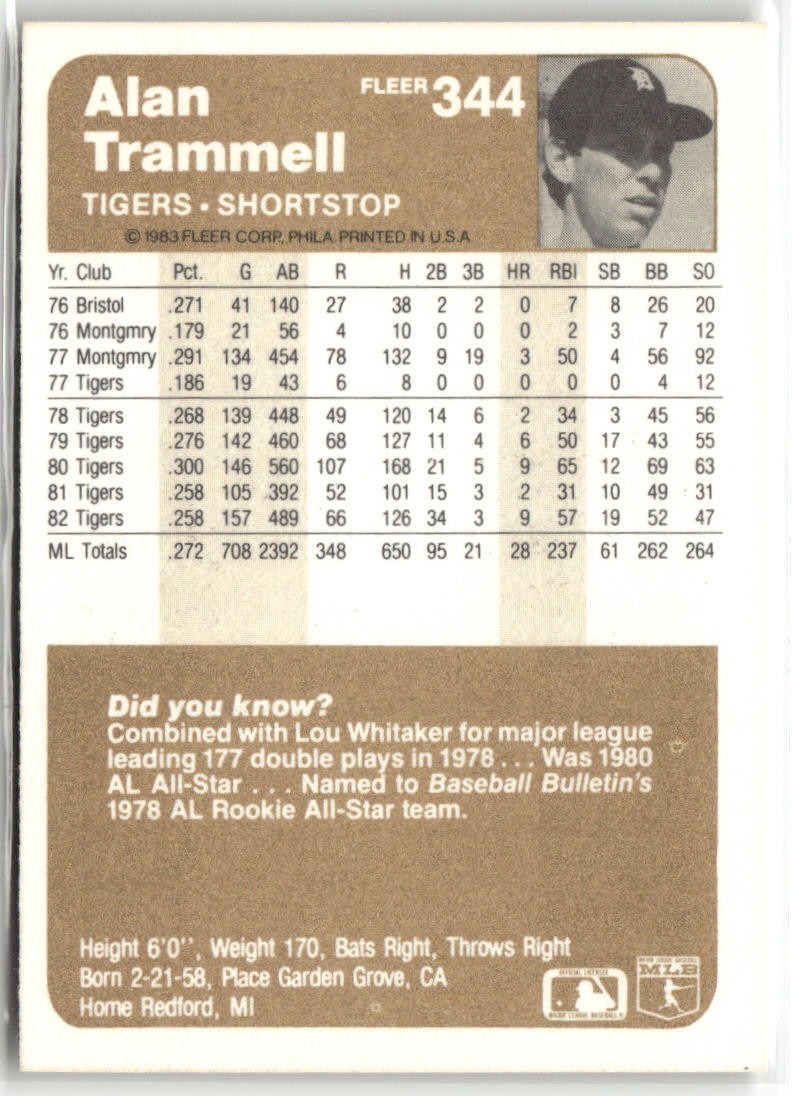 Alan
Trammell
FLEER 344
TIGERS • SHORTSTOP
© 1983 FLEER CORP., PHILA. PRINTED IN U.S.A.
Yr. Club Pct. G AB R H 2B 3B HR RBI SB BB SO
76 Bristol .271 41 140 27 38 2 2 0 7 8 26 20
76 Montgmry .179 21 56 4 10 0 0 0 2 3 7 12
77 Montgmry .291 134 454 78 132 9 19 3 50 4 56 92
77 Tigers .186 19 43 6 8 0 0 0 0 0 4 12
78 Tigers .268 139 448 49 120 14 6 2 34 3 45 56
79 Tigers .276 142 460 68 127 11 4 6 50 17 43 55
80 Tigers .300 146 560 107 168 21 5 9 65 12 69 63
81 Tigers .258 105 392 52 101 15 3 2 31 10 49 31
82 Tigers .258 157 489 66 126 34 3 9 57 19 52 47
ML Totals .272 708 2392 348 650 95 21 28 237 61 262 264
Did you know?
Combined with Lou Whitaker for major league
leading 177 double plays in 1978 . . . Was 1980
AL All-Star . . . Named to Baseball Bulletin's
1978 AL Rookie All-Star team.
Height 6'0'', Weight 170, Bats Right, Throws Right
Born 2-21-58, Place Garden Grove, CA
Home Redford, MI
OFFICIAL LICENSEE
MAJOR LEAGUE BASEBALL
MAJOR LEAGUE BASEBALL
MLB